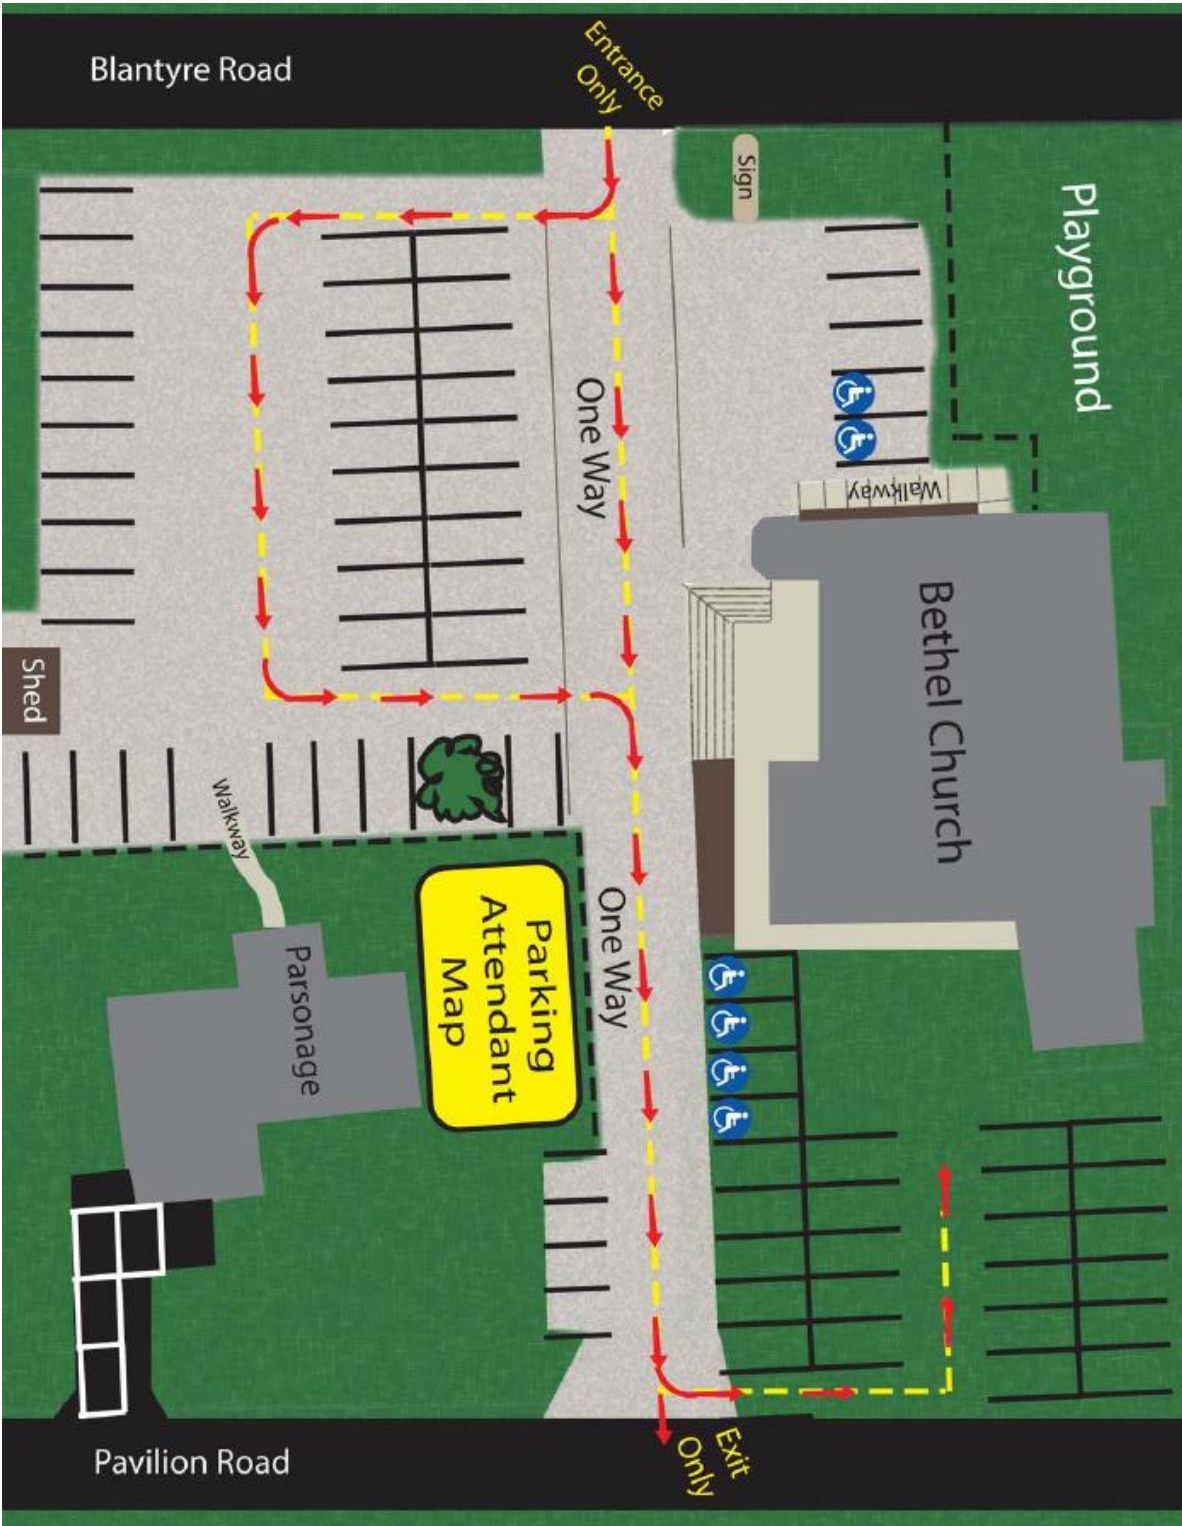 Blantyre Road
Entrance
Only
Sign
Playground
One Way
Walkway
Bethel Church
Shed
Walkway
Parking
Attendant
Map
One Way
Parsonage
Exit
Only
Pavilion Road